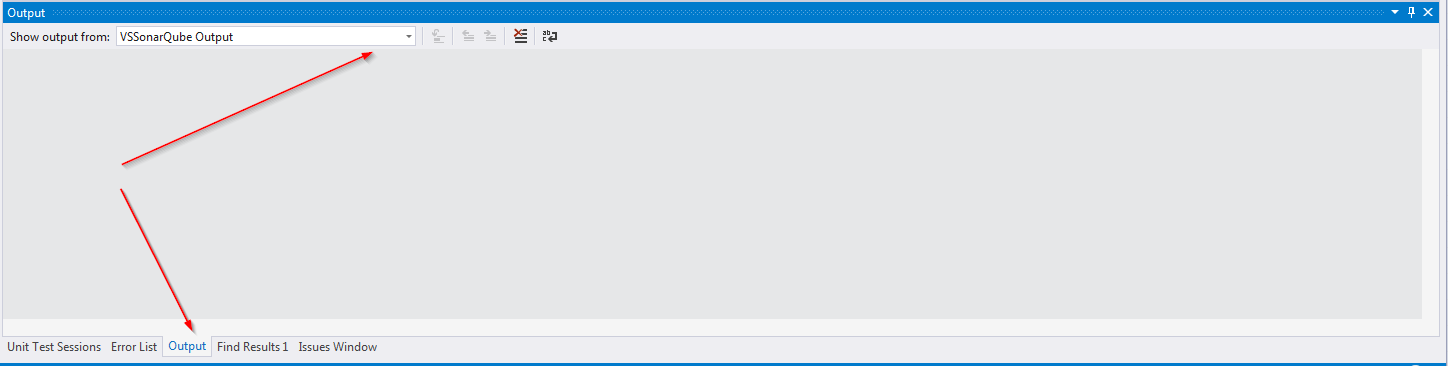 Output
Show output from: VSSonarQube Output
Unit Test Sessions Error List Output Find Results 1 Issues Window